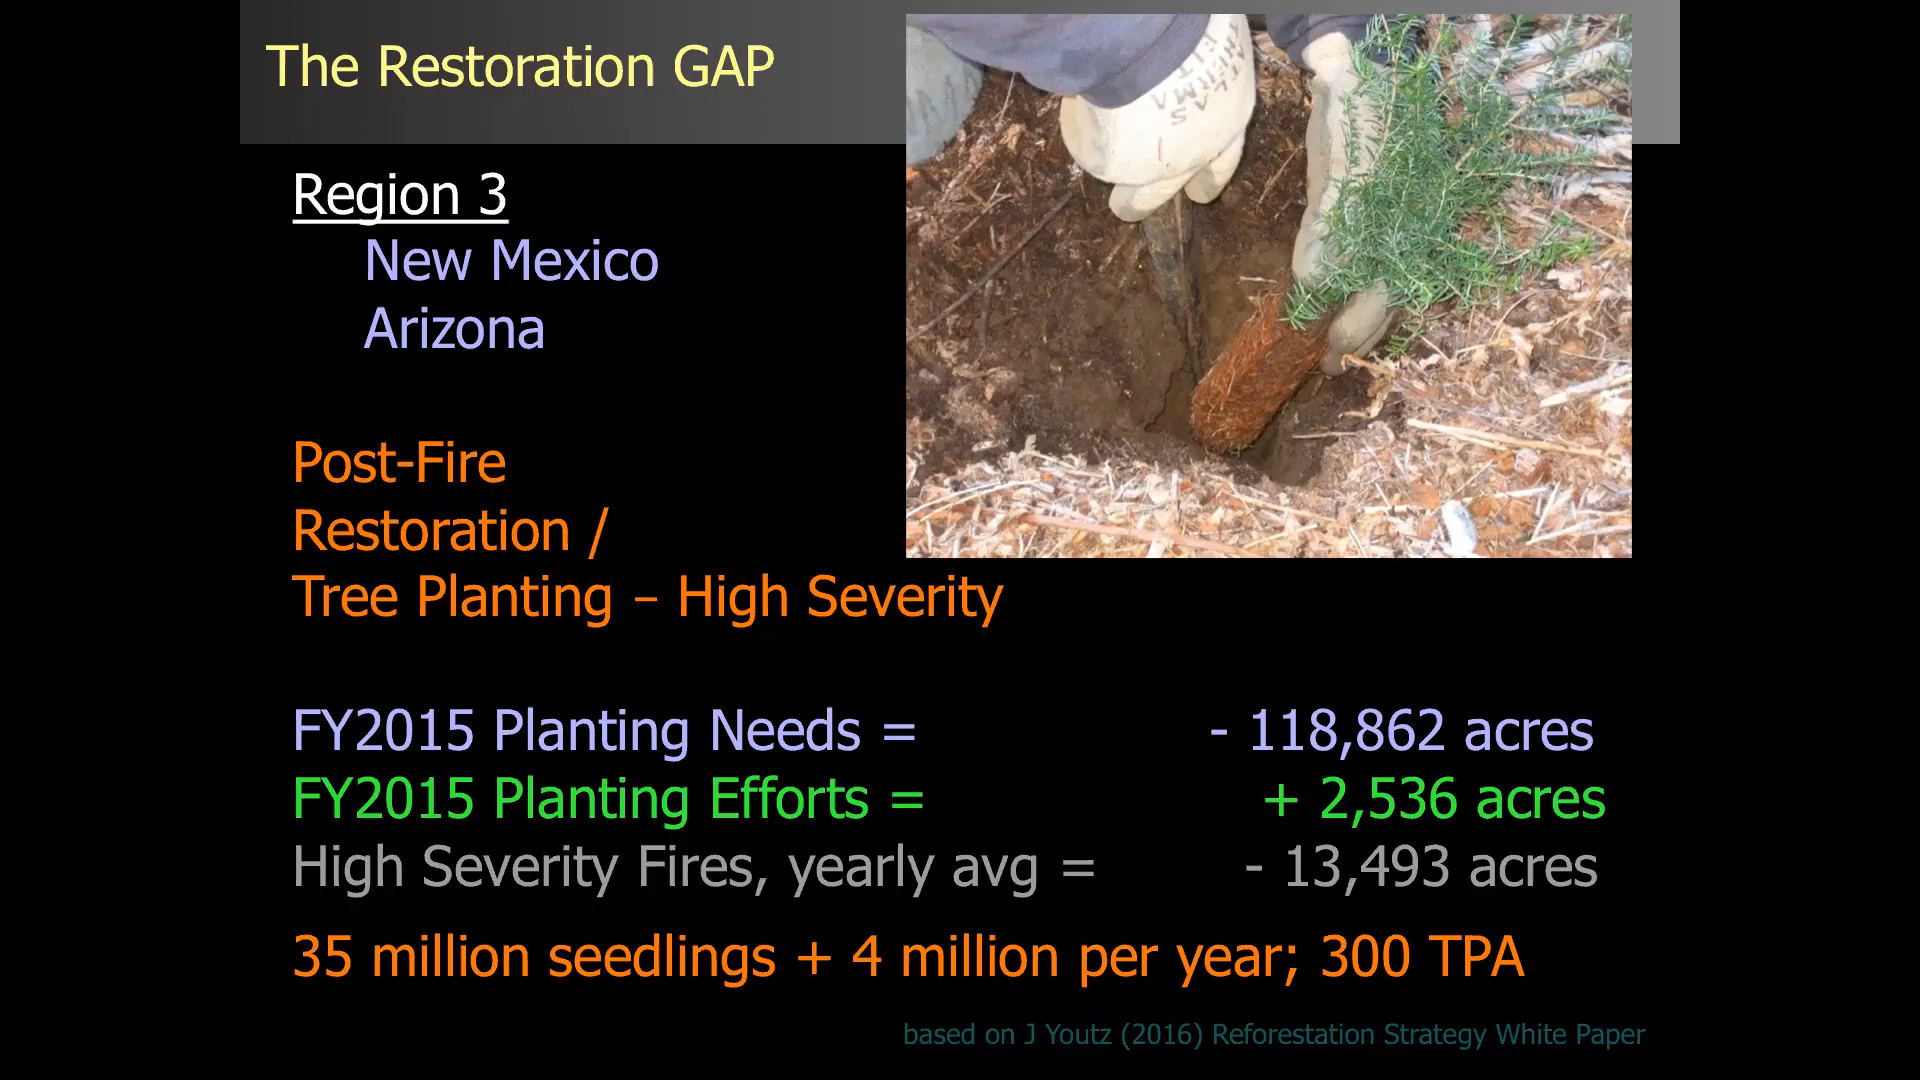 The Restoration GAP
Region 3
New Mexico
Arizona
Post-Fire
Restoration /
Tree Planting – High Severity
FY2015 Planting Needs = - 118,862 acres
FY2015 Planting Efforts = + 2,536 acres
High Severity Fires, yearly avg = - 13,493 acres
35 million seedlings + 4 million per year; 300 TPA
based on J Youtz (2016) Reforestation Strategy White Paper